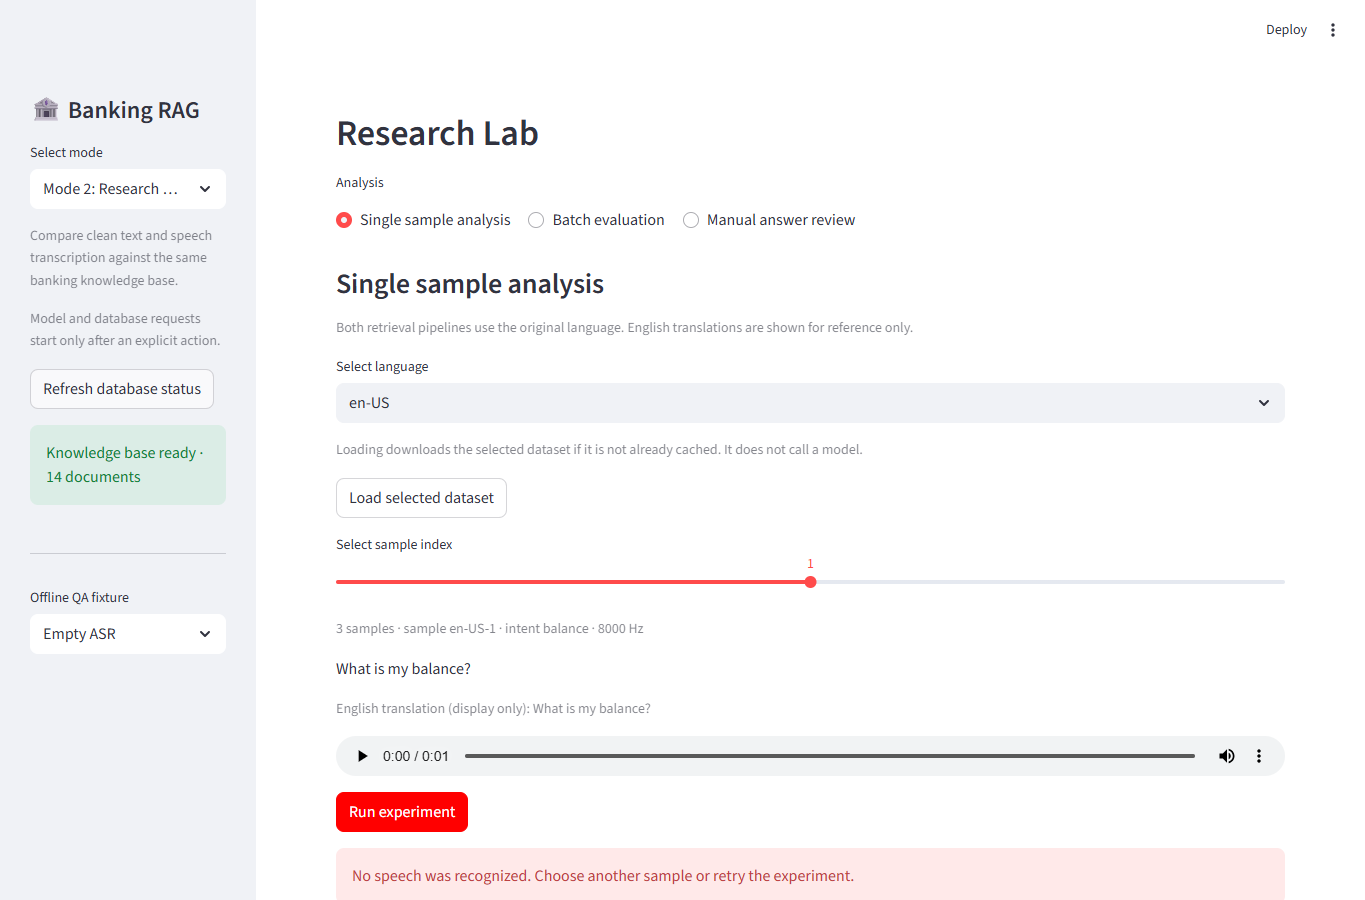 Deploy
Banking RAG
Select mode
Mode 2: Research ...
Compare clean text and speech
transcription against the same
banking knowledge base.
Model and database requests
start only after an explicit action.
Refresh database status
Knowledge base ready ·
14 documents
Offline QA fixture
Empty ASR
Research Lab
Analysis
Single sample analysis
Batch evaluation
Manual answer review
Single sample analysis
Both retrieval pipelines use the original language. English translations are shown for reference only.
Select language
en-US
Loading downloads the selected dataset if it is not already cached. It does not call a model.
Load selected dataset
Select sample index
1
3 samples · sample en-US-1 · intent balance · 8000 Hz
What is my balance?
English translation (display only): What is my balance?
0:00 / 0:01
Run experiment
No speech was recognized. Choose another sample or retry the experiment.